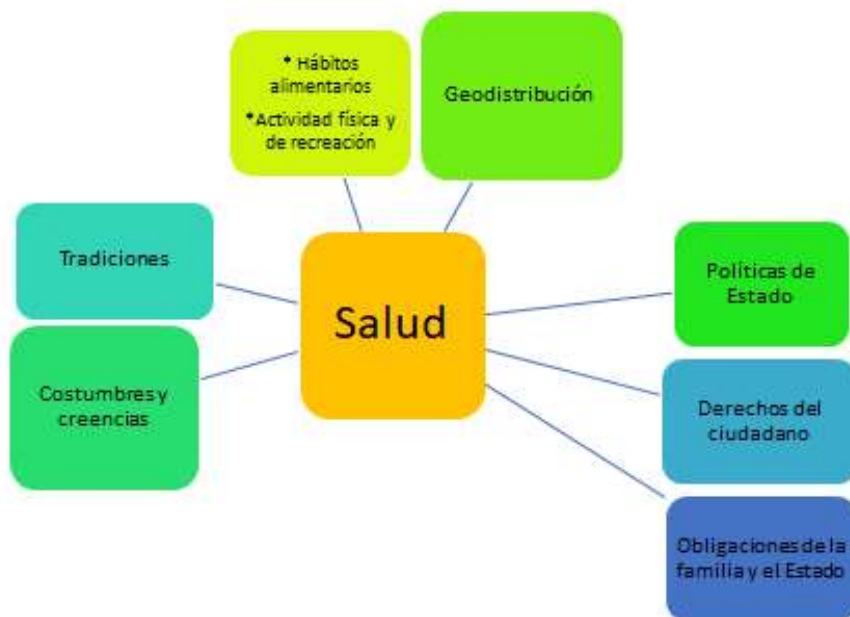 * Hábitos
alimentarios
*Actividad física y
de recreación
Geodistribución
Tradiciones
Salud
Políticas de
Estado
Costumbres y
creencias
Derechos del
ciudadano
Obligaciones de la
familia y el Estado